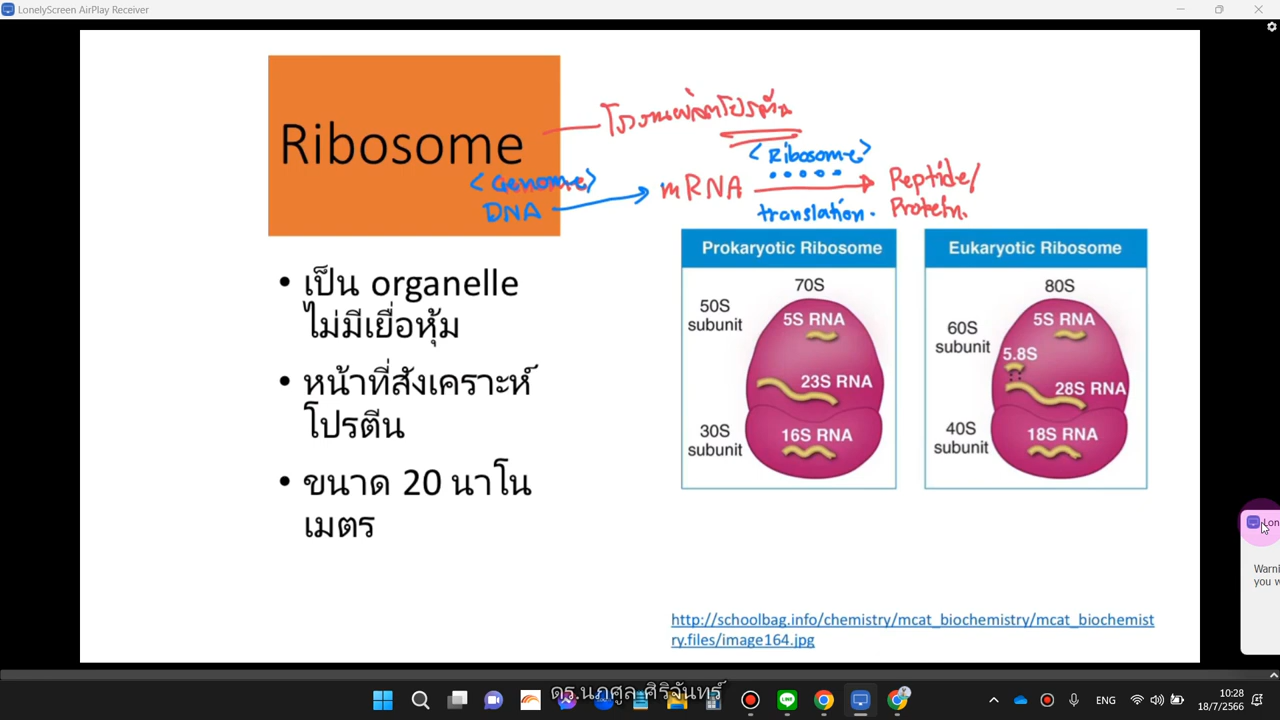 LonelyScreen AirPlay Receiver
Ribosome
โรงงานผลิตโปรตีน
<Ribosome>
<Genome>
DNA
mRNA
translation.
Peptide/
Protein.
• เป็น organelle
ไม่มีเยื่อหุ้ม
• หน้าที่สังเคราะห์
โปรตีน
• ขนาด 20 นาโน
เมตร
Prokaryotic Ribosome
70S
50S
subunit
5S RNA
23S RNA
30S
subunit
16S RNA
Eukaryotic Ribosome
80S
60S
subunit
5S RNA
5.8S
28S RNA
40S
subunit
18S RNA
Lon
Warni
you w
http://schoolbag.info/chemistry/mcat_biochemistry/mcat_biochemist
ry.files/image164.jpg
ดร.นภศูล ศิริจันทร์
ENG
10:28
18/7/2566